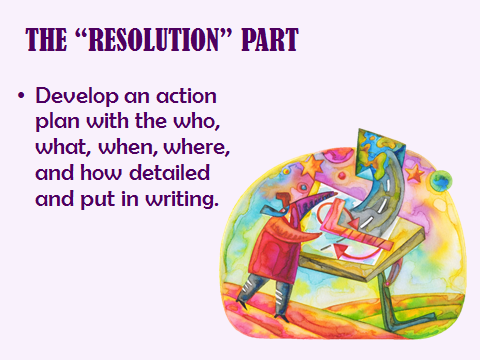 THE “RESOLUTION” PART
• Develop an action
plan with the who,
what, when, where,
and how detailed
and put in writing.